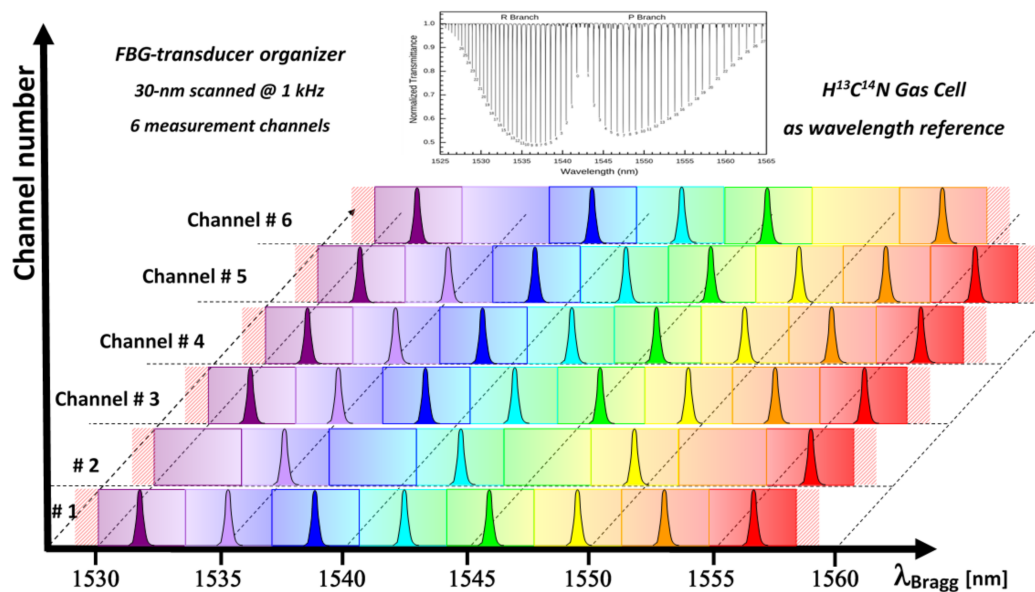 FBG-transducer organizer
30-nm scanned @ 1 kHz
6 measurement channels
R Branch P Branch
Normalized Transmittance
1.0
0.9
0.8
0.7
0.6
0.5
1525 1530 1535 1540 1545 1550 1555 1560 1565
Wavelength (nm)
H¹³C¹⁴N Gas Cell
as wavelength reference
Channel number
Channel # 6
Channel # 5
Channel # 4
Channel # 3
# 2
# 1
1530 1535 1540 1545 1550 1555 1560 λBragg [nm]